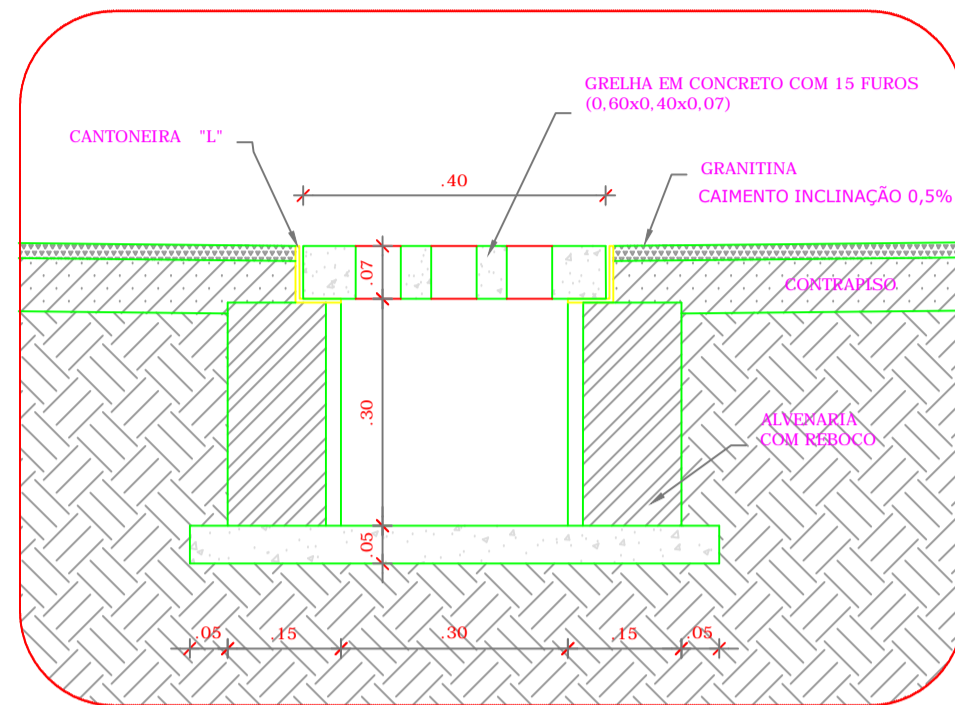 GRELHA EM CONCRETO COM 15 FUROS
(0,60x0,40x0,07)
CANTONEIRA "L"
GRANITINA
CAIMENTO INCLINAÇÃO 0,5%
.40
.07
CONTRAPISO
.30
ALVENARIA
COM REBOCO
.05
.05
.15
.30
.15
.05